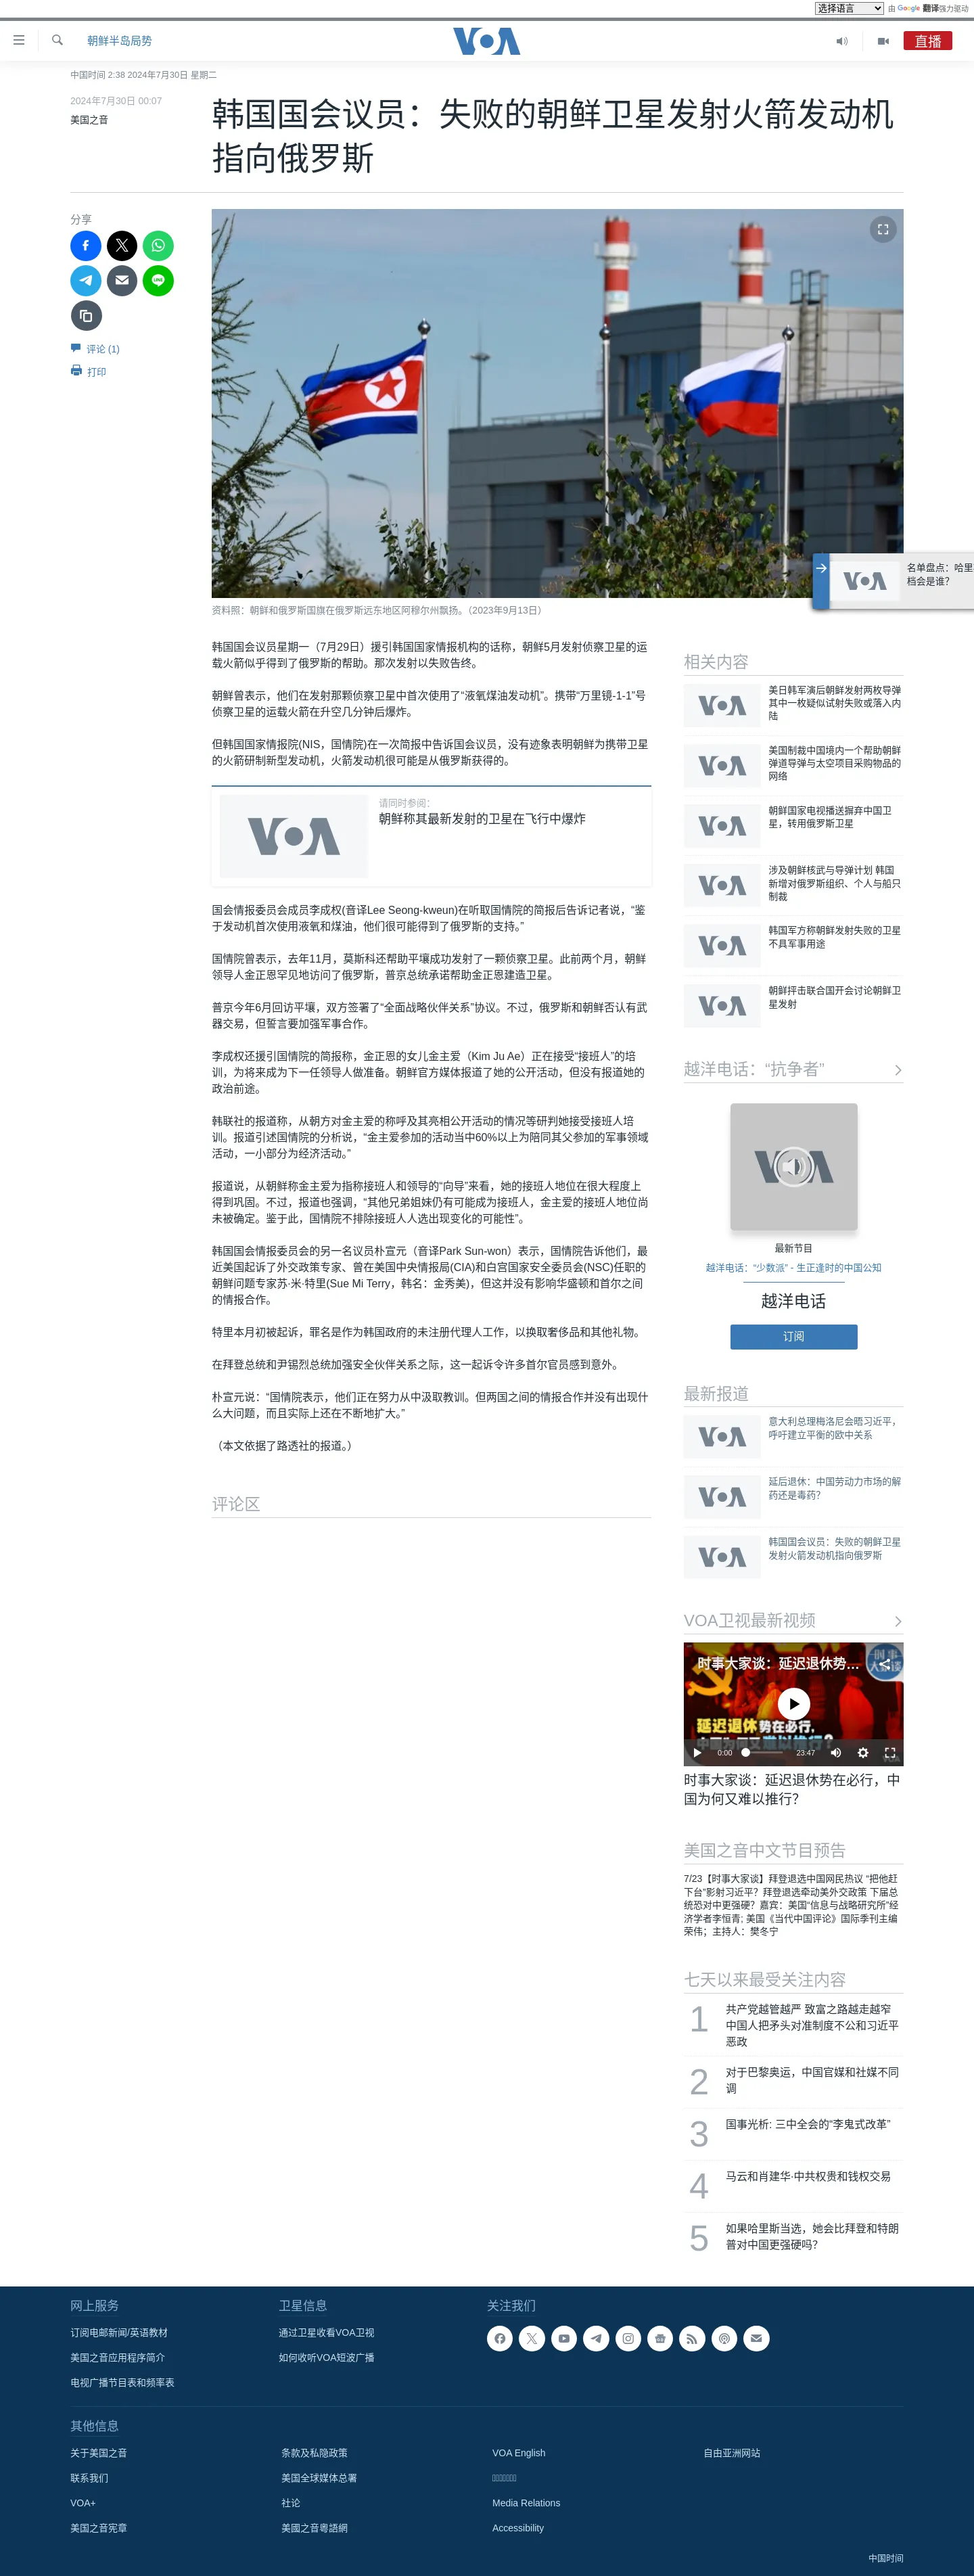 选择语言 由 Google 翻译强力驱动
朝鲜半岛局势
VOA
直播
中国时间 2:38 2024年7月30日 星期二
2024年7月30日 00:07
美国之音
韩国国会议员：失败的朝鲜卫星发射火箭发动机
指向俄罗斯
分享
评论 (1)
打印
名单盘点：哈里
档会是谁？
资料照：朝鲜和俄罗斯国旗在俄罗斯远东地区阿穆尔州飘扬。（2023年9月13日）
韩国国会议员星期一（7月29日）援引韩国国家情报机构的话称，朝鲜5月发射侦察卫星的运
载火箭似乎得到了俄罗斯的帮助。那次发射以失败告终。
朝鲜曾表示，他们在发射那颗侦察卫星中首次使用了“液氧煤油发动机”。携带“万里镜-1-1”号
侦察卫星的运载火箭在升空几分钟后爆炸。
但韩国国家情报院(NIS，国情院)在一次简报中告诉国会议员，没有迹象表明朝鲜为携带卫星
的火箭研制新型发动机，火箭发动机很可能是从俄罗斯获得的。
VOA
请同时参阅：
朝鲜称其最新发射的卫星在飞行中爆炸
国会情报委员会成员李成权(音译Lee Seong-kweun)在听取国情院的简报后告诉记者说，“鉴
于发动机首次使用液氧和煤油，他们很可能得到了俄罗斯的支持。”
国情院曾表示，去年11月，莫斯科还帮助平壤成功发射了一颗侦察卫星。此前两个月，朝鲜
领导人金正恩罕见地访问了俄罗斯，普京总统承诺帮助金正恩建造卫星。
普京今年6月回访平壤，双方签署了“全面战略伙伴关系”协议。不过，俄罗斯和朝鲜否认有武
器交易，但誓言要加强军事合作。
李成权还援引国情院的简报称，金正恩的女儿金主爱（Kim Ju Ae）正在接受“接班人”的培
训，为将来成为下一任领导人做准备。朝鲜官方媒体报道了她的公开活动，但没有报道她的
政治前途。
韩联社的报道称，从朝方对金主爱的称呼及其亮相公开活动的情况等研判她接受接班人培
训。报道引述国情院的分析说，“金主爱参加的活动当中60%以上为陪同其父参加的军事领域
活动，一小部分为经济活动。”
报道说，从朝鲜称金主爱为指称接班人和领导的“向导”来看，她的接班人地位在很大程度上
得到巩固。不过，报道也强调，“其他兄弟姐妹仍有可能成为接班人，金主爱的接班人地位尚
未被确定。鉴于此，国情院不排除接班人人选出现变化的可能性”。
韩国国会情报委员会的另一名议员朴宣元（音译Park Sun-won）表示，国情院告诉他们，最
近美国起诉了外交政策专家、曾在美国中央情报局(CIA)和白宫国家安全委员会(NSC)任职的
朝鲜问题专家苏·米·特里(Sue Mi Terry，韩名：金秀美)，但这并没有影响华盛顿和首尔之间
的情报合作。
特里本月初被起诉，罪名是作为韩国政府的未注册代理人工作，以换取奢侈品和其他礼物。
在拜登总统和尹锡烈总统加强安全伙伴关系之际，这一起诉令许多首尔官员感到意外。
朴宣元说：“国情院表示，他们正在努力从中汲取教训。但两国之间的情报合作并没有出现什
么大问题，而且实际上还在不断地扩大。”
（本文依据了路透社的报道。）
评论区
相关内容
美日韩军演后朝鲜发射两枚导弹
其中一枚疑似试射失败或落入内
陆
美国制裁中国境内一个帮助朝鲜
弹道导弹与太空项目采购物品的
网络
朝鲜国家电视播送摒弃中国卫
星，转用俄罗斯卫星
涉及朝鲜核武与导弹计划 韩国
新增对俄罗斯组织、个人与船只
制裁
韩国军方称朝鲜发射失败的卫星
不具军事用途
朝鲜抨击联合国开会讨论朝鲜卫
星发射
越洋电话：“抗争者”
最新节目
越洋电话：“少数派” - 生正逢时的中国公知
越洋电话
订阅
最新报道
意大利总理梅洛尼会晤习近平，
呼吁建立平衡的欧中关系
延后退休：中国劳动力市场的解
药还是毒药？
韩国国会议员：失败的朝鲜卫星
发射火箭发动机指向俄罗斯
VOA卫视最新视频
时事大家谈：延迟退休势…
延迟退休势在必行，
中国为何又难以推行？
0:00 23:47
时事大家谈：延迟退休势在必行，中
国为何又难以推行？
美国之音中文节目预告
7/23【时事大家谈】拜登退选中国网民热议 “把他赶
下台”影射习近平？拜登退选牵动美外交政策 下届总
统恐对中更强硬？嘉宾：美国“信息与战略研究所”经
济学者李恒青; 美国《当代中国评论》国际季刊主编
荣伟；主持人：樊冬宁
七天以来最受关注内容
1 共产党越管越严 致富之路越走越窄
中国人把矛头对准制度不公和习近平
恶政
2 对于巴黎奥运，中国官媒和社媒不同
调
3 国事光析: 三中全会的“李鬼式改革”
4 马云和肖建华·中共权贵和钱权交易
5 如果哈里斯当选，她会比拜登和特朗
普对中国更强硬吗？
网上服务
订阅电邮新闻/英语教材
美国之音应用程序简介
电视广播节目表和频率表
卫星信息
通过卫星收看VOA卫视
如何收听VOA短波广播
关注我们
其他信息
关于美国之音
联系我们
VOA+
美国之音宪章
条款及私隐政策
美国全球媒体总署
社论
美國之音粵語網
VOA English
Media Relations
Accessibility
自由亚洲网站
中国时间